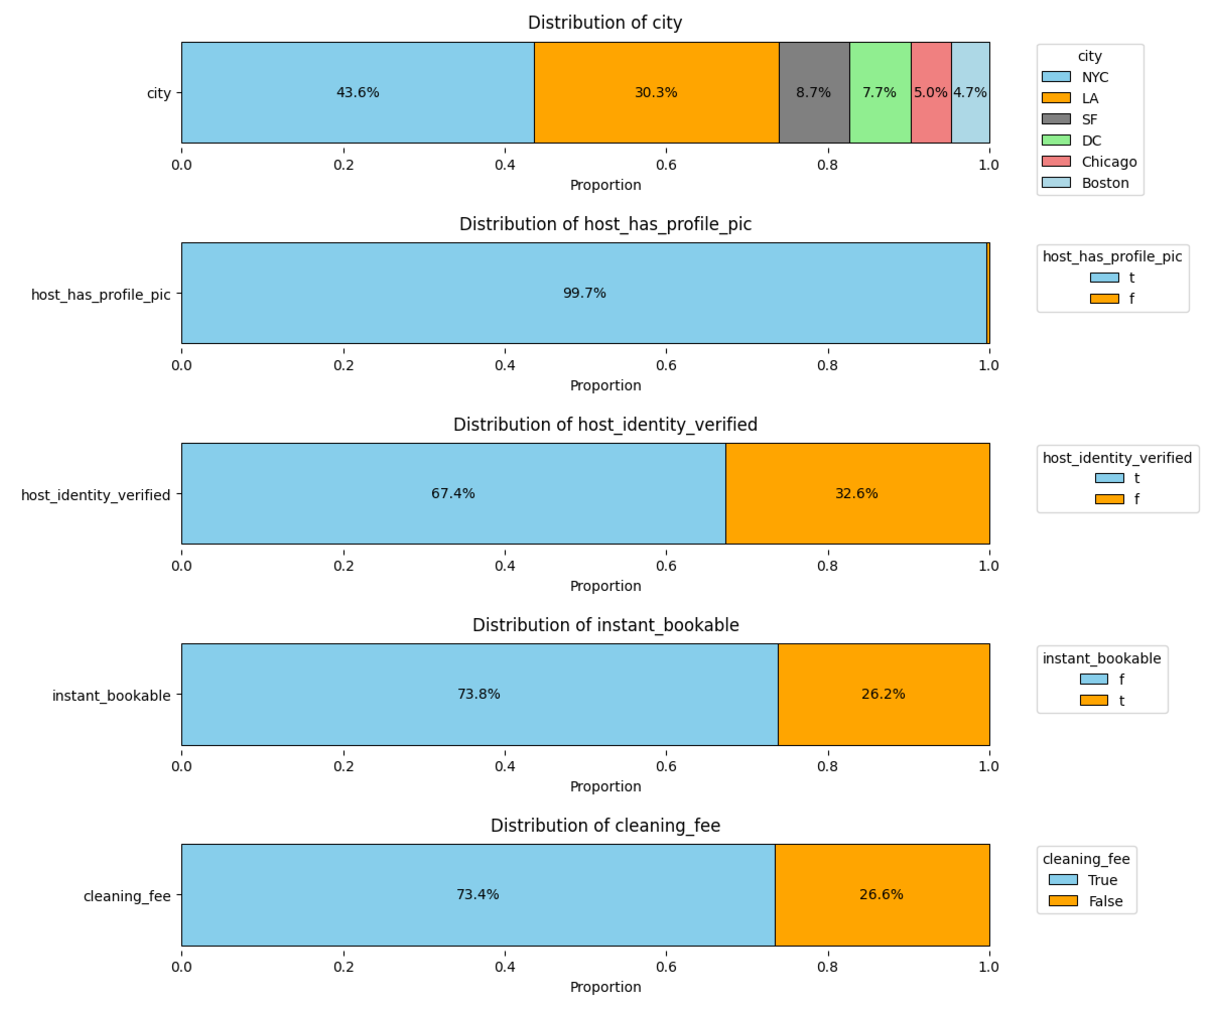 Distribution of city
city
43.6%
30.3%
8.7%
7.7%
5.0%
4.7%
0.0 0.2 0.4 0.6 0.8 1.0
Proportion
city
NYC
LA
SF
DC
Chicago
Boston
Distribution of host_has_profile_pic
host_has_profile_pic
99.7%
0.0 0.2 0.4 0.6 0.8 1.0
Proportion
host_has_profile_pic
t
f
Distribution of host_identity_verified
host_identity_verified
67.4%
32.6%
0.0 0.2 0.4 0.6 0.8 1.0
Proportion
host_identity_verified
t
f
Distribution of instant_bookable
instant_bookable
73.8%
26.2%
0.0 0.2 0.4 0.6 0.8 1.0
Proportion
instant_bookable
f
t
Distribution of cleaning_fee
cleaning_fee
73.4%
26.6%
0.0 0.2 0.4 0.6 0.8 1.0
Proportion
cleaning_fee
True
False